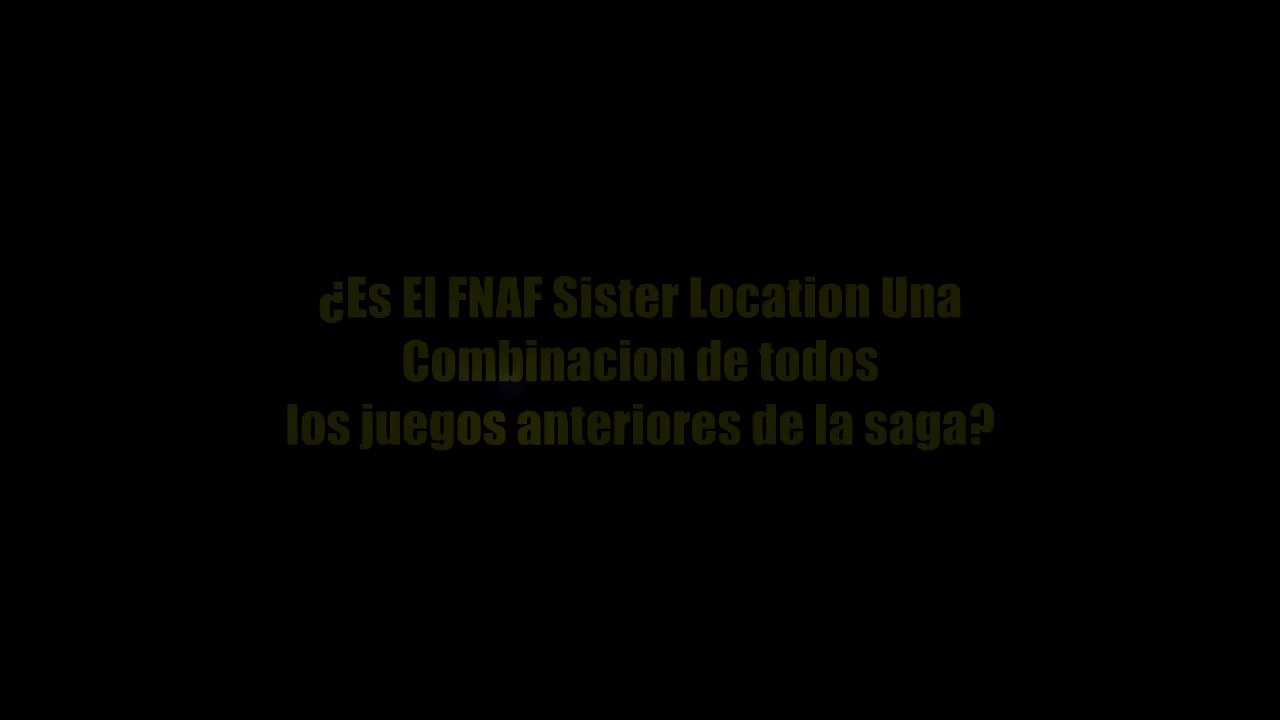 ¿Es El FNAF Sister Location Una
Combinacion de todos
los juegos anteriores de la saga?